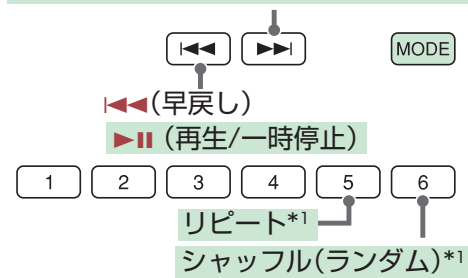 MODE
⏮◀(早戻し)
▶⏸(再生/一時停止)
1 2 3 4 5 6
リピート*1
シャッフル(ランダム)*1